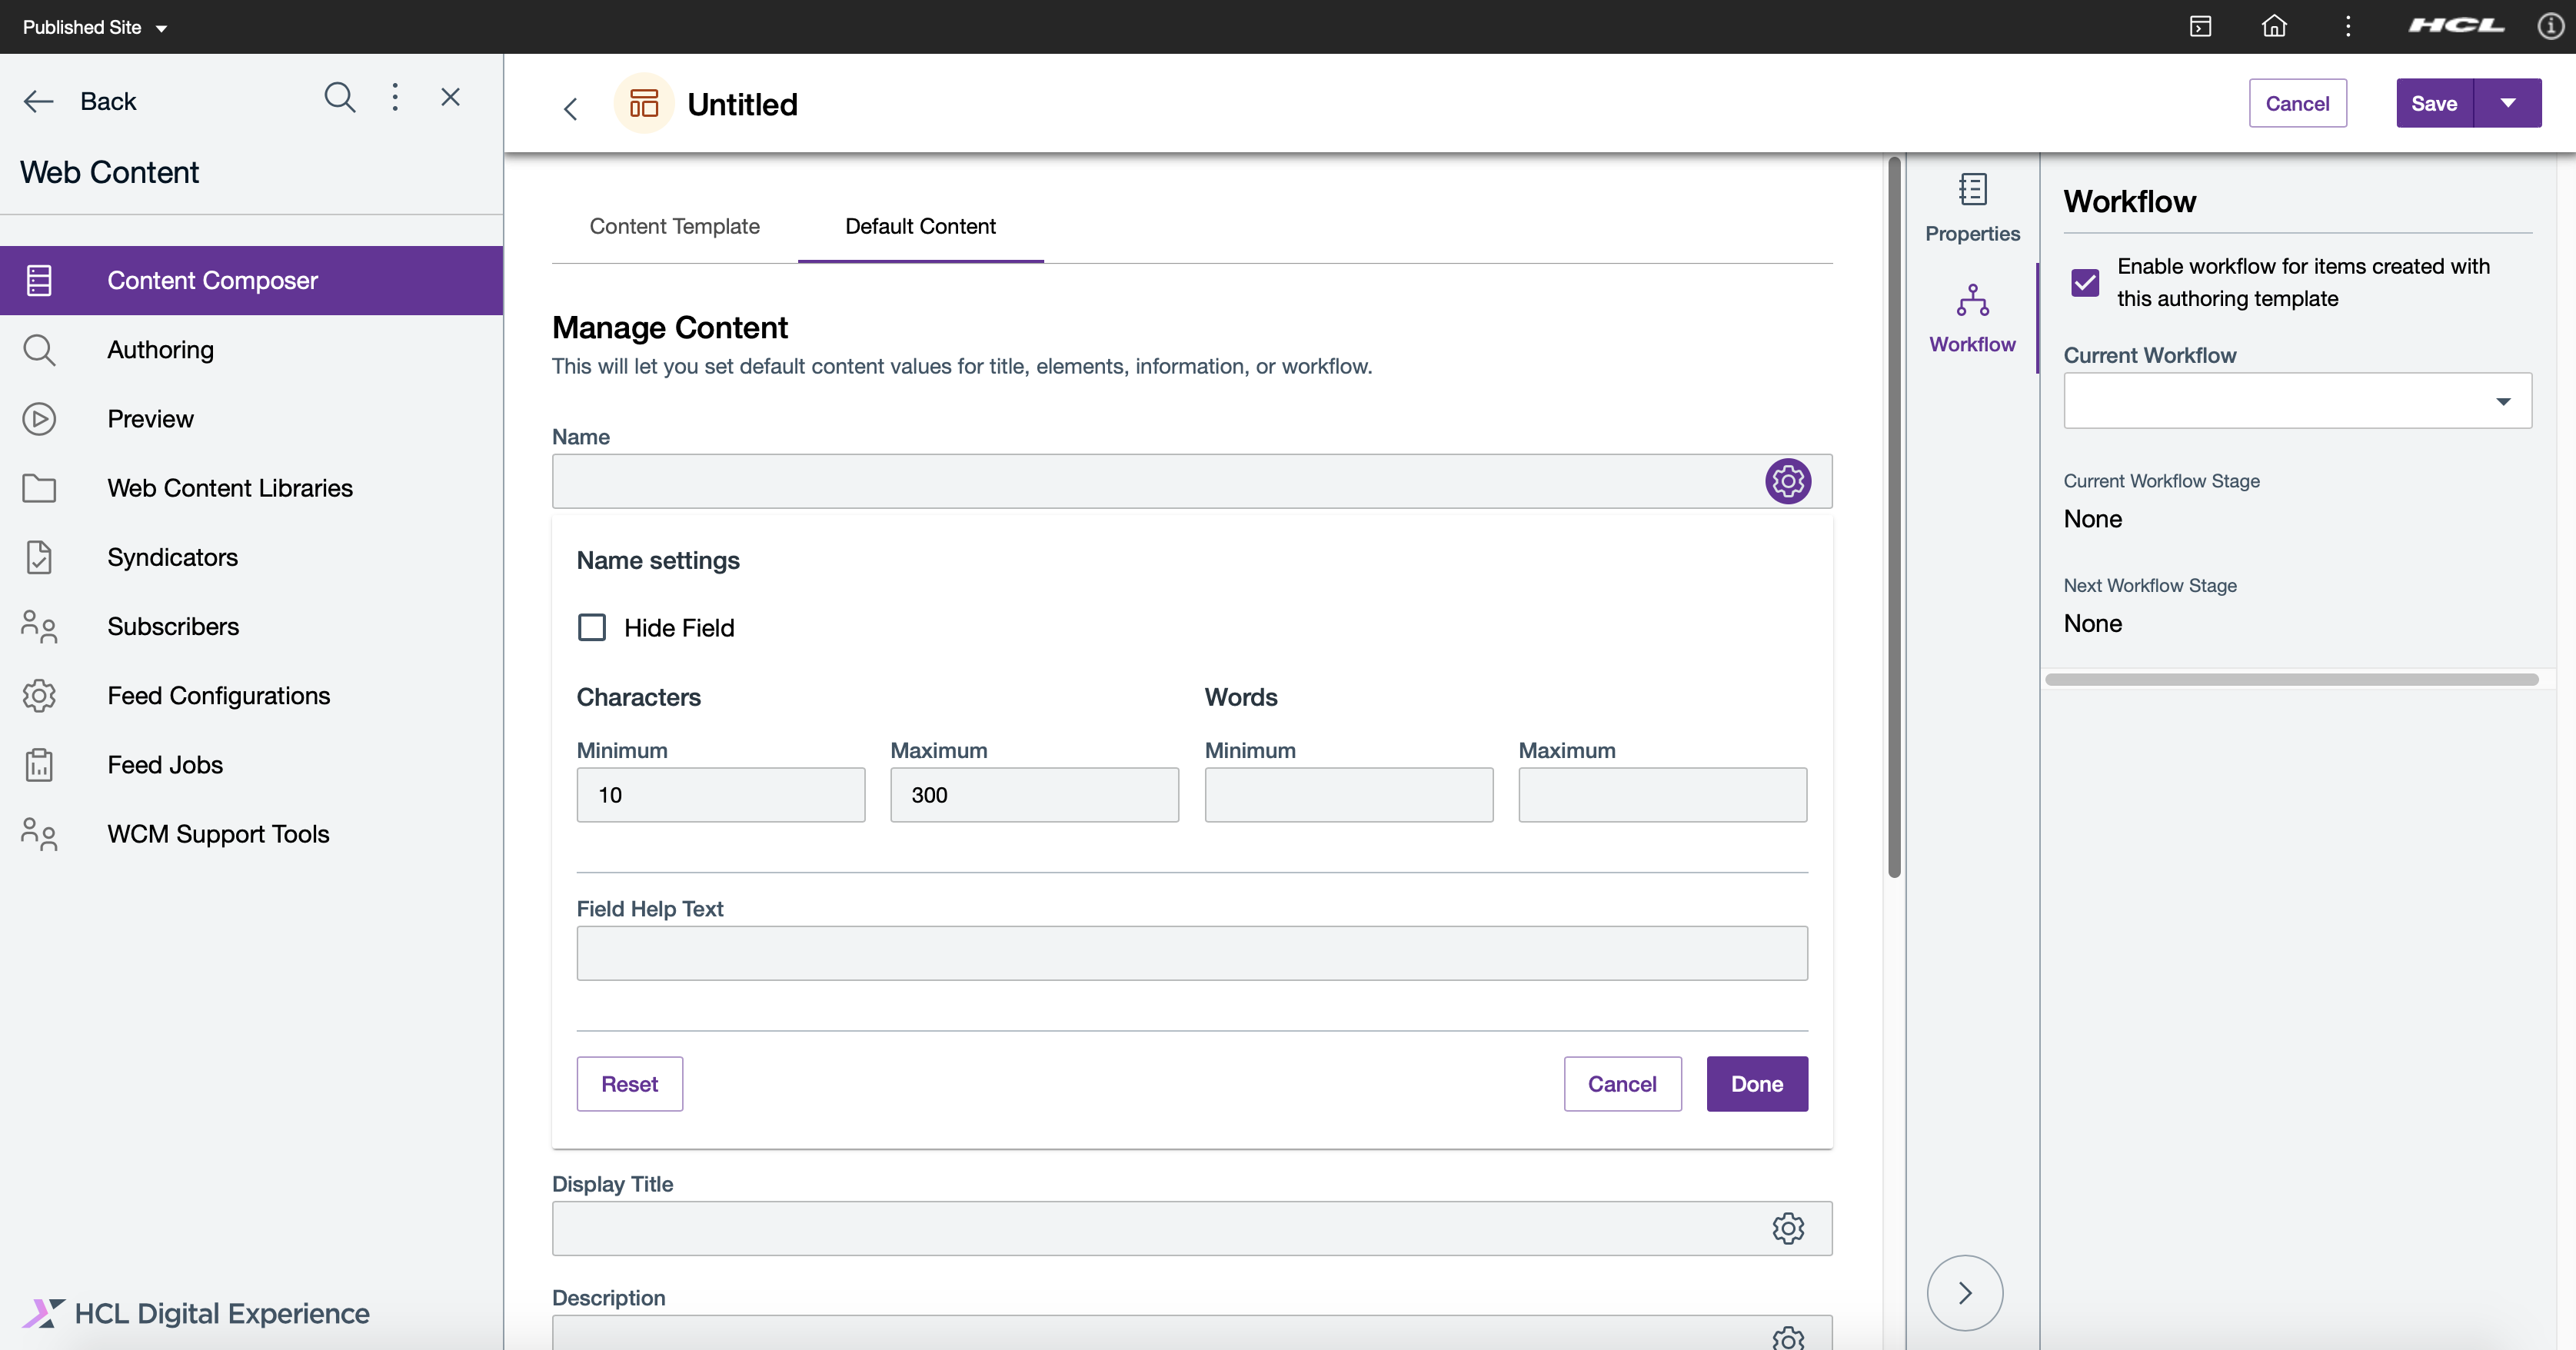 Published Site
HCL
Back
Web Content
Content Composer
Authoring
Preview
Web Content Libraries
Syndicators
Subscribers
Feed Configurations
Feed Jobs
WCM Support Tools
HCL Digital Experience
Untitled
Cancel
Save
Content Template
Default Content
Manage Content
This will let you set default content values for title, elements, information, or workflow.
Name
Name settings
Hide Field
Characters
Words
Minimum
Maximum
Minimum
Maximum
10
300
Field Help Text
Reset
Cancel
Done
Display Title
Description
Properties
Workflow
Workflow
Enable workflow for items created with
this authoring template
Current Workflow
Current Workflow Stage
None
Next Workflow Stage
None